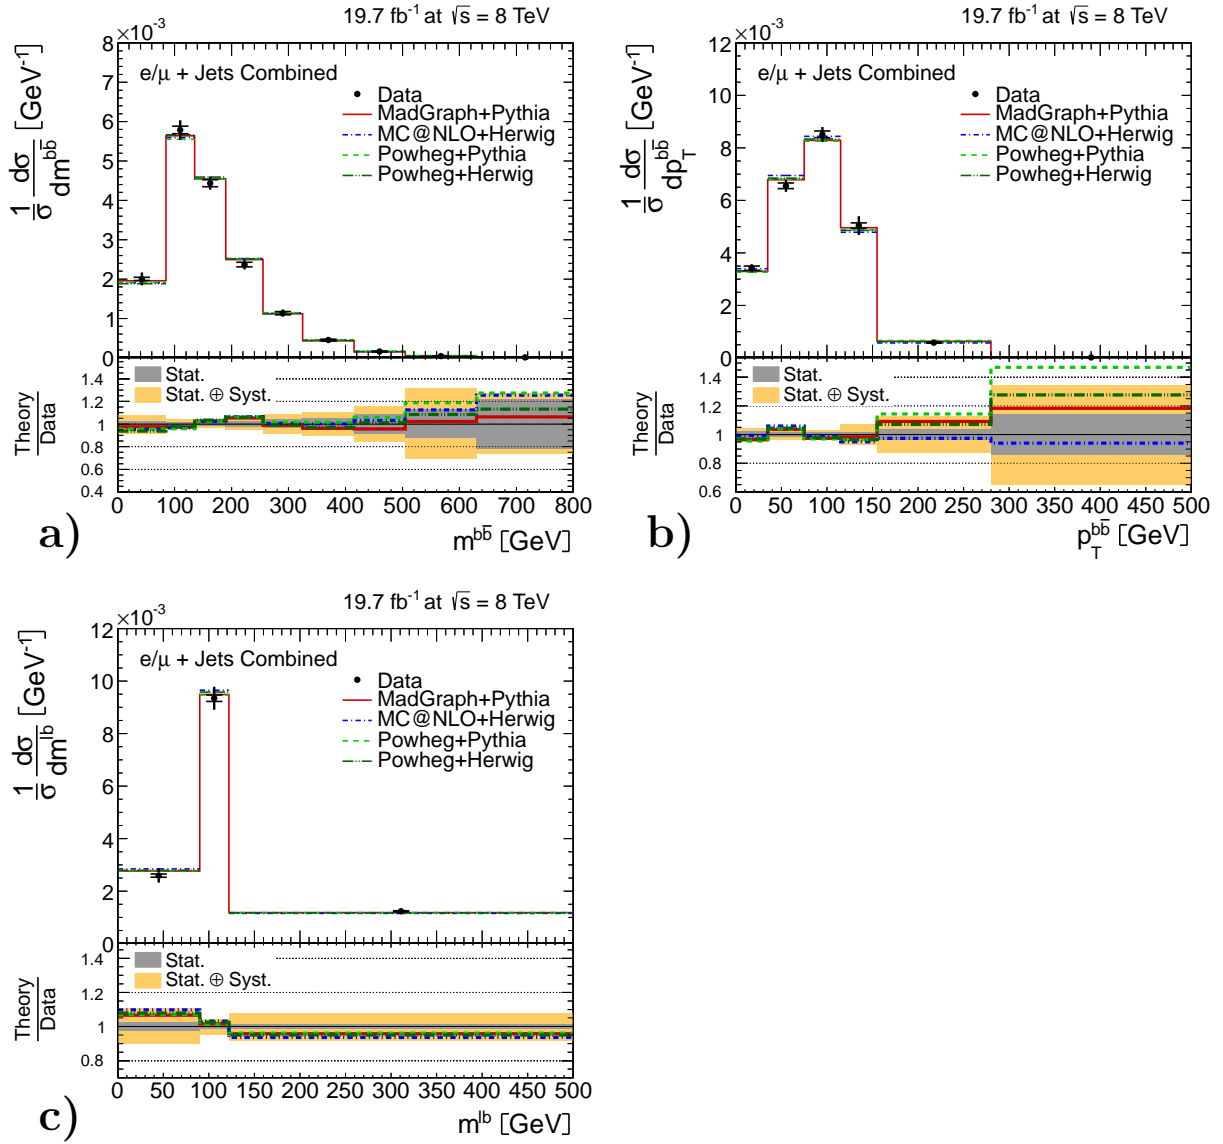 19.7 fb⁻¹ at √s = 8 TeV
×10⁻³
e/μ + Jets Combined
Data
MadGraph+Pythia
MC@NLO+Herwig
Powheg+Pythia
Powheg+Herwig
1/σ dσ/dm^bb̄ [GeV⁻¹]
8
7
6
5
4
3
2
1
0
Stat.
Stat. ⊕ Syst.
Theory/Data
1.4
1.2
1
0.8
0.6
0.4
0 100 200 300 400 500 600 700 800
m^bb̄ [GeV]
a)
19.7 fb⁻¹ at √s = 8 TeV
×10⁻³
e/μ + Jets Combined
Data
MadGraph+Pythia
MC@NLO+Herwig
Powheg+Pythia
Powheg+Herwig
1/σ dσ/dp_T^bb̄ [GeV⁻¹]
12
10
8
6
4
2
0
Stat.
Stat. ⊕ Syst.
Theory/Data
1.4
1.2
1
0.8
0.6
0 50 100 150 200 250 300 350 400 450 500
p_T^bb̄ [GeV]
b)
19.7 fb⁻¹ at √s = 8 TeV
×10⁻³
e/μ + Jets Combined
Data
MadGraph+Pythia
MC@NLO+Herwig
Powheg+Pythia
Powheg+Herwig
1/σ dσ/dm^lb [GeV⁻¹]
12
10
8
6
4
2
0
Stat.
Stat. ⊕ Syst.
Theory/Data
1.4
1.2
1
0.8
0 50 100 150 200 250 300 350 400 450 500
m^lb [GeV]
c)